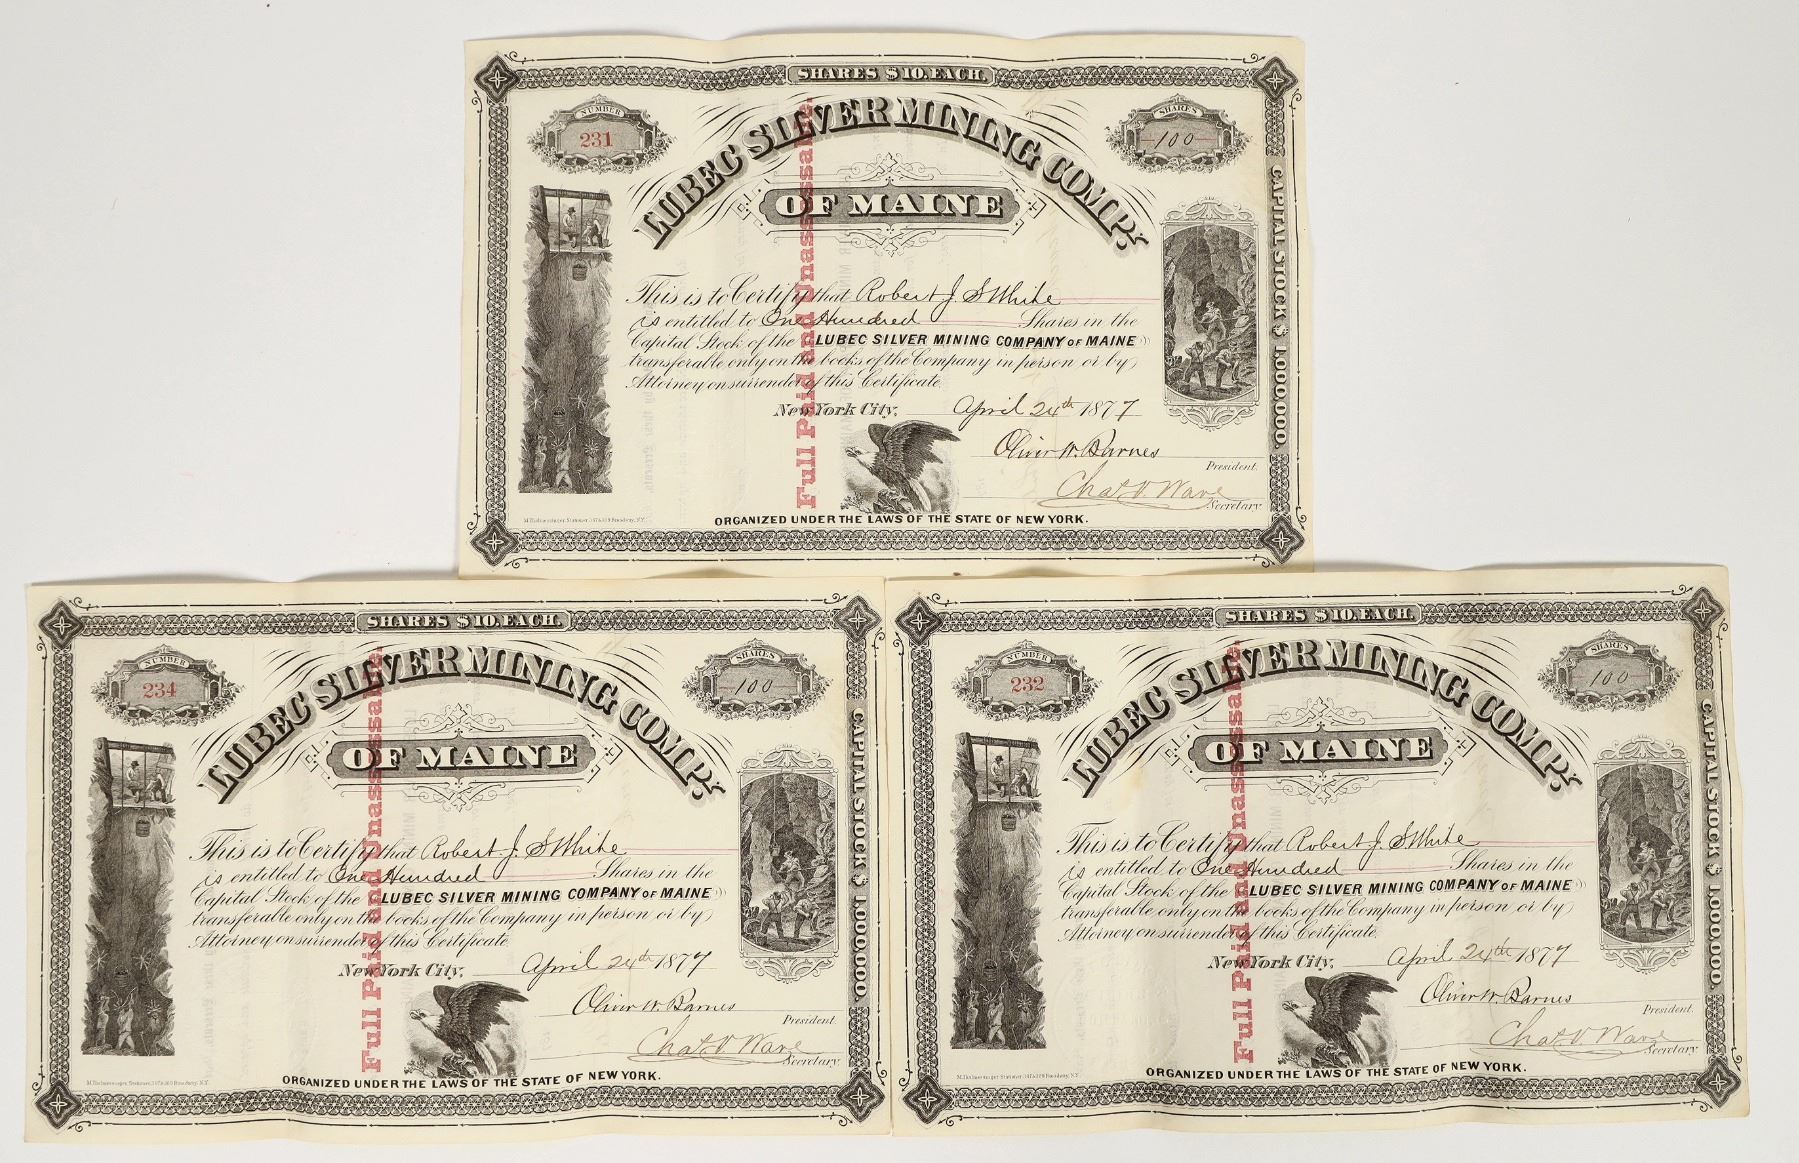 SHARES $10. EACH.
NUMBER
231
SHARES
100
LUBEC SILVER MINING COMPY.
OF MAINE
Full Paid and Unassessable.
CAPITAL STOCK $1,000,000.
This is to Certify that Robert J. S. White
is entitled to One Hundred Shares in the
Capital Stock of the LUBEC SILVER MINING COMPANY OF MAINE
transferable only on the books of the Company in person or by
Attorney on surrender of this Certificate.
New York City, April 24th 1877
Oliver W. Barnes
President.
Chas. V. Ware
Secretary
ORGANIZED UNDER THE LAWS OF THE STATE OF NEW YORK.
SHARES $10. EACH.
NUMBER
234
SHARES
100
LUBEC SILVER MINING COMPY.
OF MAINE
Full Paid and Unassessable.
CAPITAL STOCK $1,000,000.
This is to Certify that Robert J. S. White
is entitled to One Hundred Shares in the
Capital Stock of the LUBEC SILVER MINING COMPANY OF MAINE
transferable only on the books of the Company in person or by
Attorney on surrender of this Certificate.
New York City, April 24th 1877
Oliver W. Barnes
President.
Chas. V. Ware
Secretary
ORGANIZED UNDER THE LAWS OF THE STATE OF NEW YORK.
SHARES $10. EACH.
NUMBER
232
SHARES
100
LUBEC SILVER MINING COMPY.
OF MAINE
Full Paid and Unassessable.
CAPITAL STOCK $1,000,000.
This is to Certify that Robert J. S. White
is entitled to One Hundred Shares in the
Capital Stock of the LUBEC SILVER MINING COMPANY OF MAINE
transferable only on the books of the Company in person or by
Attorney on surrender of this Certificate.
New York City, April 24th 1877
Oliver W. Barnes
President.
Chas. V. Ware
Secretary
ORGANIZED UNDER THE LAWS OF THE STATE OF NEW YORK.